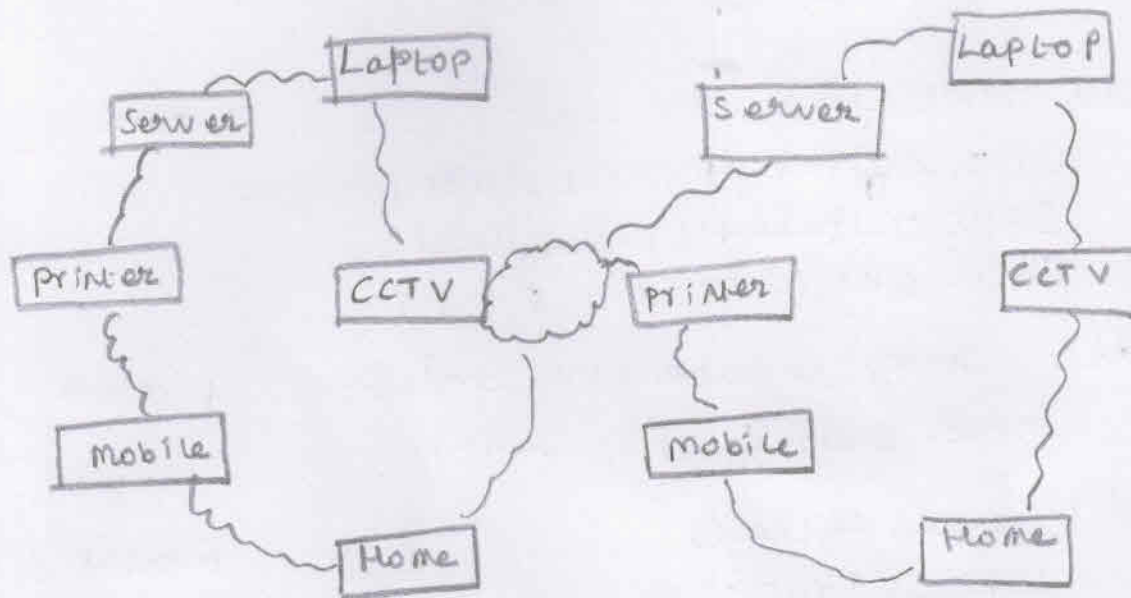 Laptop
Server
Printer
CCTV
Mobile
Home
Laptop
Server
Printer
CCTV
Mobile
Home